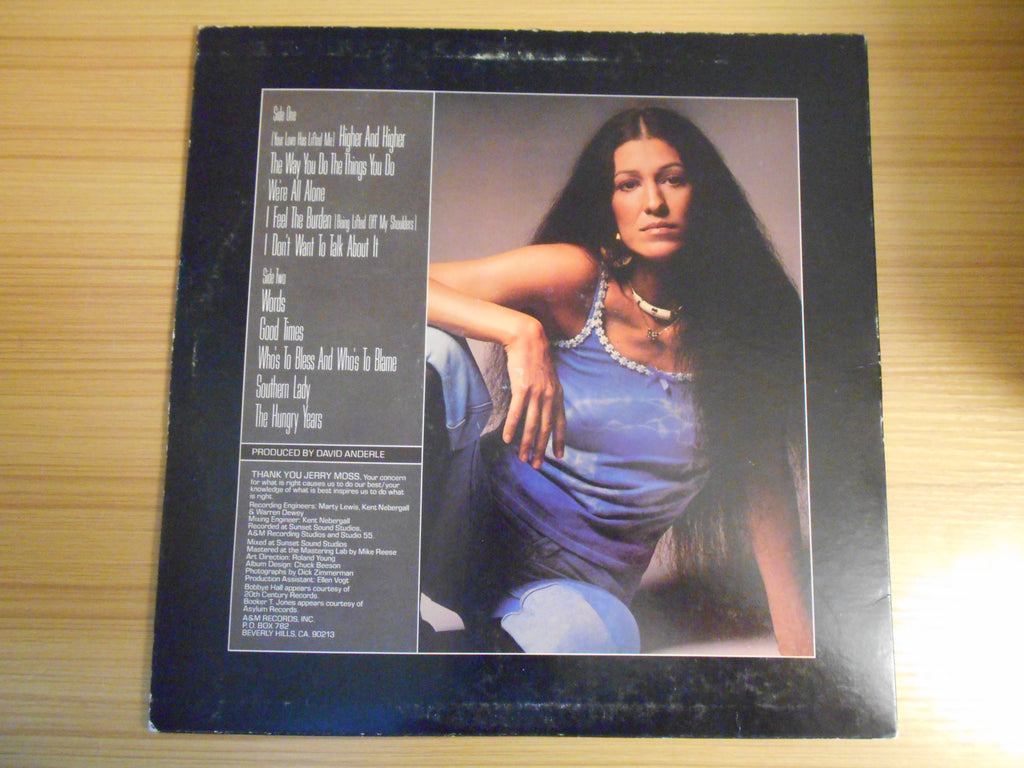 Side One
(Your Love Has Lifted Me) Higher And Higher
The Way You Do The Things You Do
We're All Alone
I Feel The Burden (Being Lifted Off My Shoulders)
I Don't Want To Talk About It
Side Two
Words
Good Times
Who's To Bless And Who's To Blame
Southern Lady
The Hungry Years
PRODUCED BY DAVID ANDERLE
THANK YOU JERRY MOSS. Your concern
for what is right causes us to do our best/your
knowledge of what is best inspires us to do what
is right.
Recording Engineers: Marty Lewis, Kent Nebergall
& Warren Dewey
Mixing Engineer: Kent Nebergall
Recorded at Sunset Sound Studios,
A&M Recording Studios and Studio 55.
Mixed at Sunset Sound Studios
Mastered at the Mastering Lab by Mike Reese
Art Direction: Roland Young
Album Design: Chuck Beeson
Photographs by Dick Zimmerman
Production Assistant: Ellen Vogt
Bobbye Hall appears courtesy of
20th Century Records.
Booker T. Jones appears courtesy of
Asylum Records.
A&M RECORDS, INC.
P.O. BOX 782
BEVERLY HILLS, CA. 90213